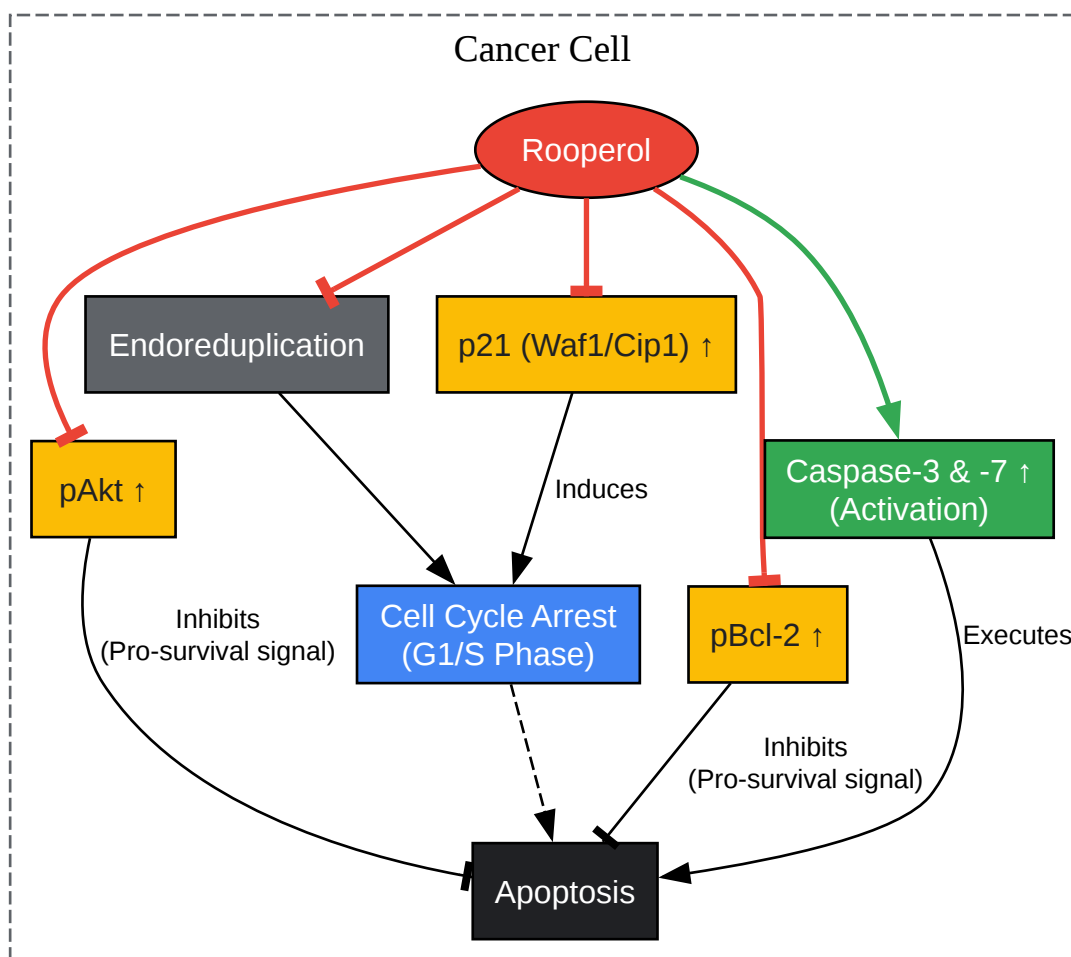 Cancer Cell
Rooperol
Endoreduplication
p21 (Waf1/Cip1) ↑
pAkt ↑
Induces
Caspase-3 & -7 ↑
(Activation)
Inhibits
(Pro-survival signal)
Cell Cycle Arrest
(G1/S Phase)
pBcl-2 ↑
Executes
Inhibits
(Pro-survival signal)
Apoptosis